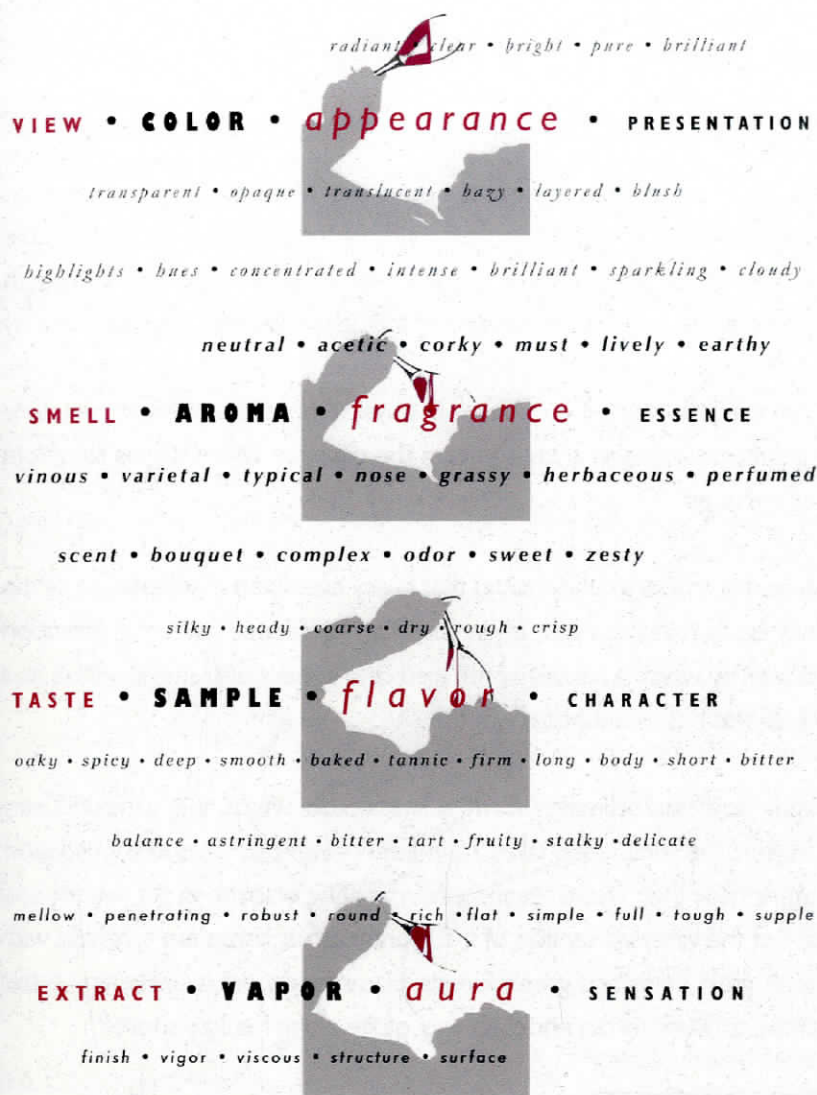 radiant • clear • bright • pure • brilliant
VIEW • COLOR • appearance • PRESENTATION
transparent • opaque • translucent • hazy • layered • blush
highlights • hues • concentrated • intense • brilliant • sparkling • cloudy
neutral • acetic • corky • must • lively • earthy
SMELL • AROMA • fragrance • ESSENCE
vinous • varietal • typical • nose • grassy • herbaceous • perfumed
scent • bouquet • complex • odor • sweet • zesty
silky • heady • coarse • dry • rough • crisp
TASTE • SAMPLE • flavor • CHARACTER
oaky • spicy • deep • smooth • baked • tannic • firm • long • body • short • bitter
balance • astringent • bitter • tart • fruity • stalky •delicate
mellow • penetrating • robust • round • rich •flat • simple • full • tough • supple
EXTRACT • VAPOR • aura • SENSATION
finish • vigor • viscous • structure • surface